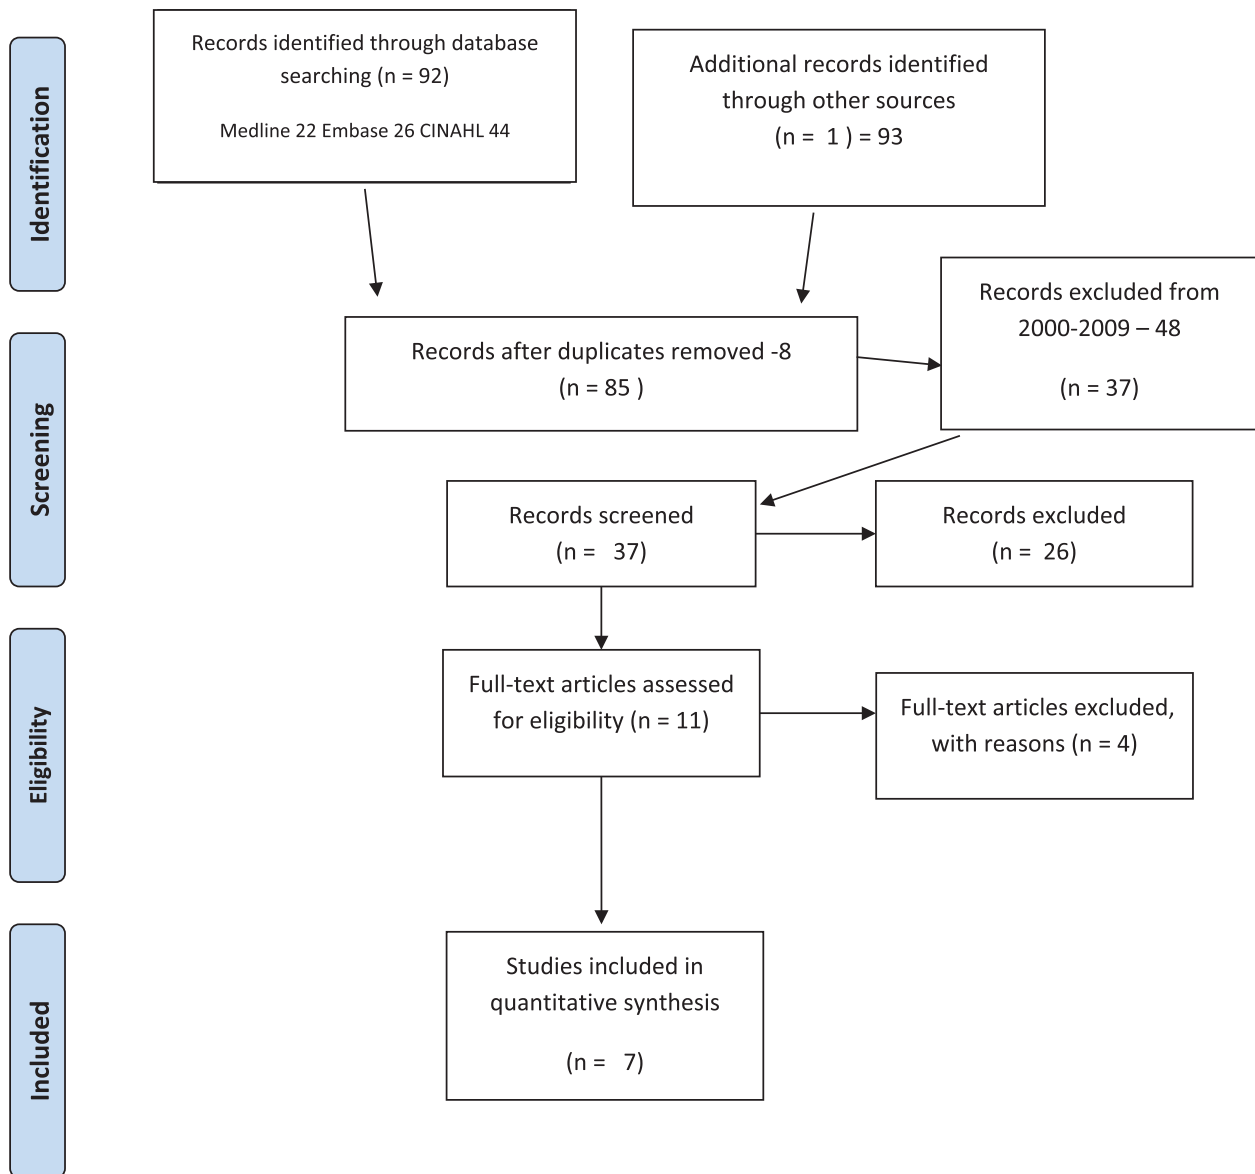 Identification
Records identified through database
searching (n = 92)
Medline 22 Embase 26 CINAHL 44
Additional records identified
through other sources
(n = 1 ) = 93
Screening
Records after duplicates removed -8
(n = 85 )
Records excluded from
2000-2009 – 48
(n = 37)
Records screened
(n = 37)
Records excluded
(n = 26)
Eligibility
Full-text articles assessed
for eligibility (n = 11)
Full-text articles excluded,
with reasons (n = 4)
Included
Studies included in
quantitative synthesis
(n = 7)